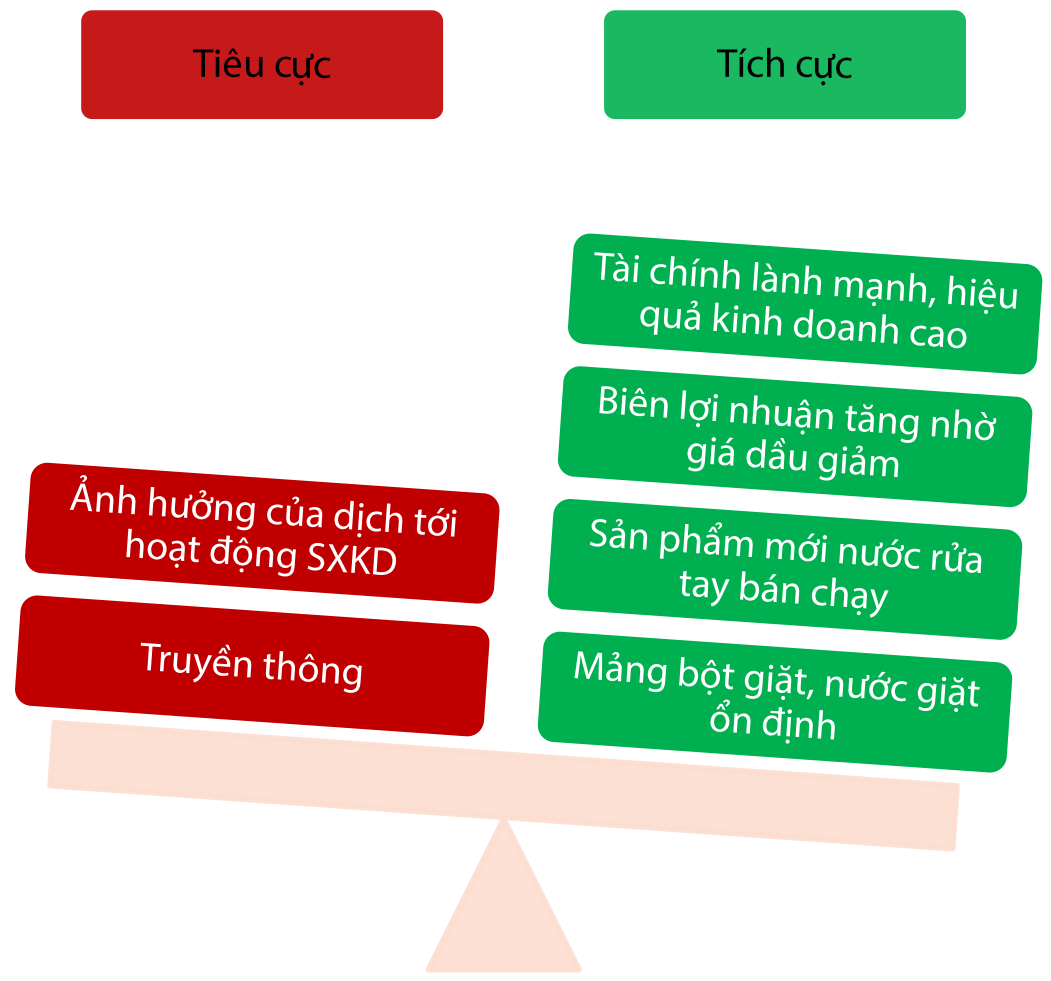 Tiêu cực
Tích cực
Tài chính lành mạnh, hiệu
quả kinh doanh cao
Biên lợi nhuận tăng nhờ
giá dầu giảm
Sản phẩm mới nước rửa
tay bán chạy
Mảng bột giặt, nước giặt
ổn định
Ảnh hưởng của dịch tới
hoạt động SXKD
Truyền thông